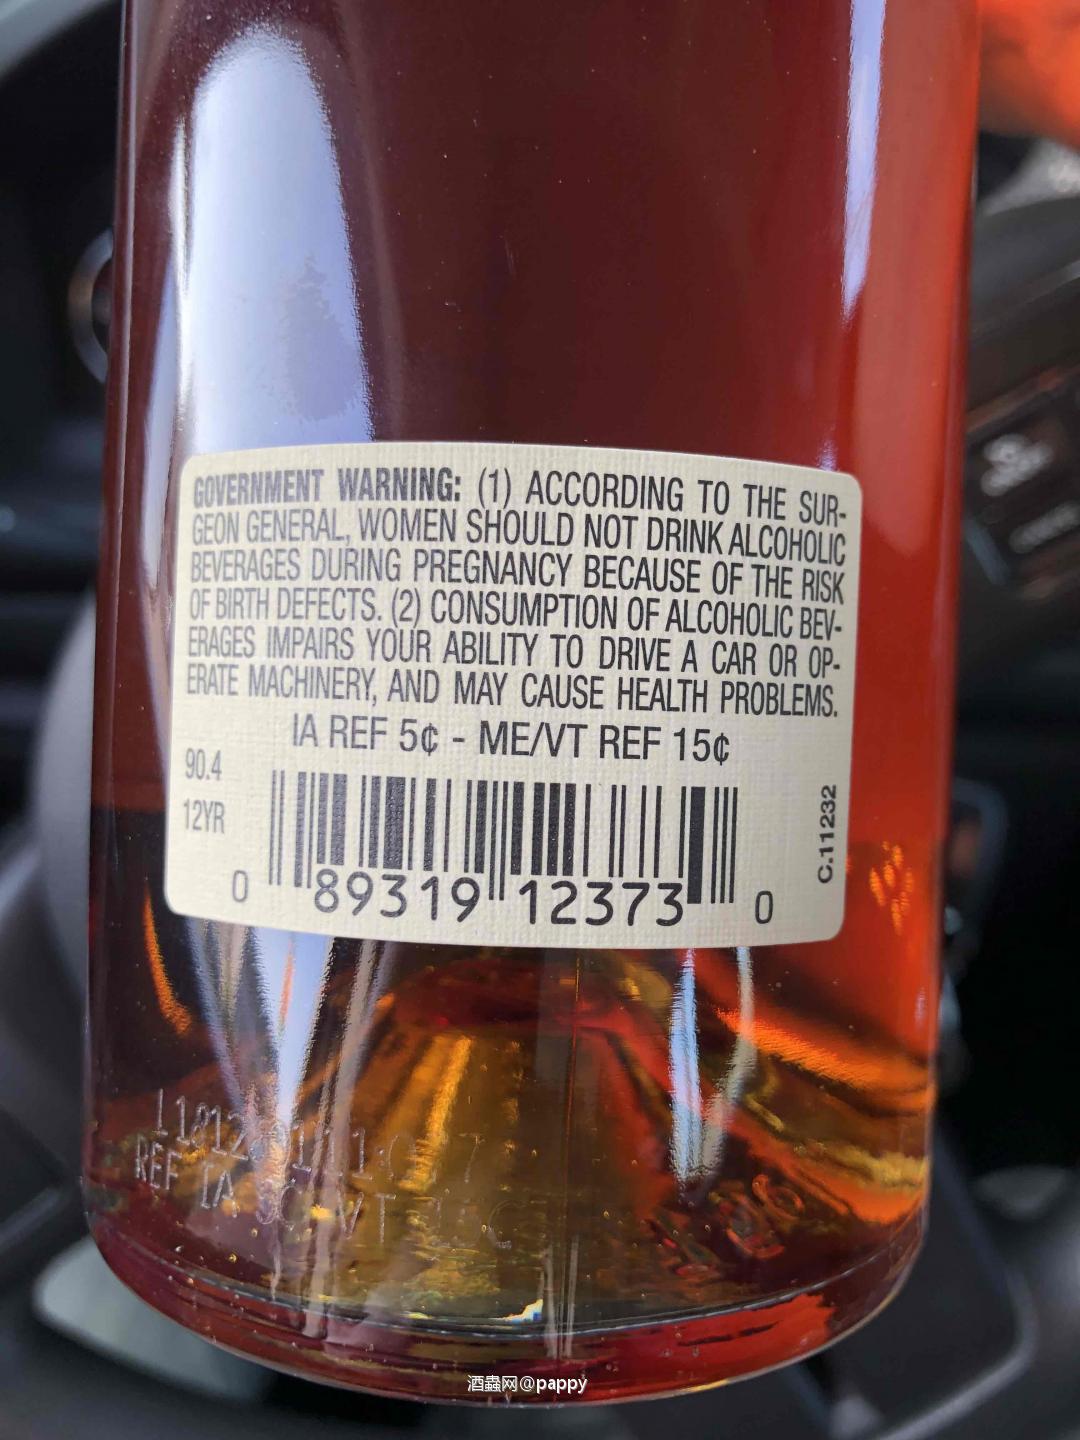 GOVERNMENT WARNING: (1) ACCORDING TO THE SUR-
GEON GENERAL, WOMEN SHOULD NOT DRINK ALCOHOLIC
BEVERAGES DURING PREGNANCY BECAUSE OF THE RISK
OF BIRTH DEFECTS. (2) CONSUMPTION OF ALCOHOLIC BEV-
ERAGES IMPAIRS YOUR ABILITY TO DRIVE A CAR OR OP-
ERATE MACHINERY, AND MAY CAUSE HEALTH PROBLEMS.
IA REF 5¢ - ME/VT REF 15¢
90.4
12YR
C.11232
0 89319 12373 0
REF IA
酒蟲网@pappy